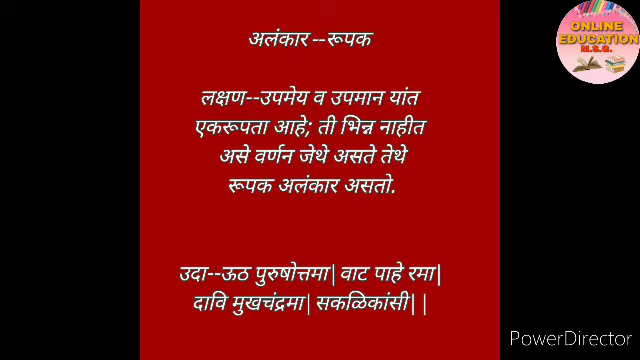 अलंकार --रूपक
ONLINE
EDUCATION
M.S.G.
लक्षण--उपमेय व उपमान यांत
एकरूपता आहे; ती भिन्न नाहीत
असे वर्णन जेथे असते तेथे
रूपक अलंकार असतो.
उदा--ऊठ पुरुषोत्तमा| वाट पाहे रमा|
दावि मुखचंद्रमा| सकळिकांसी||
PowerDirector